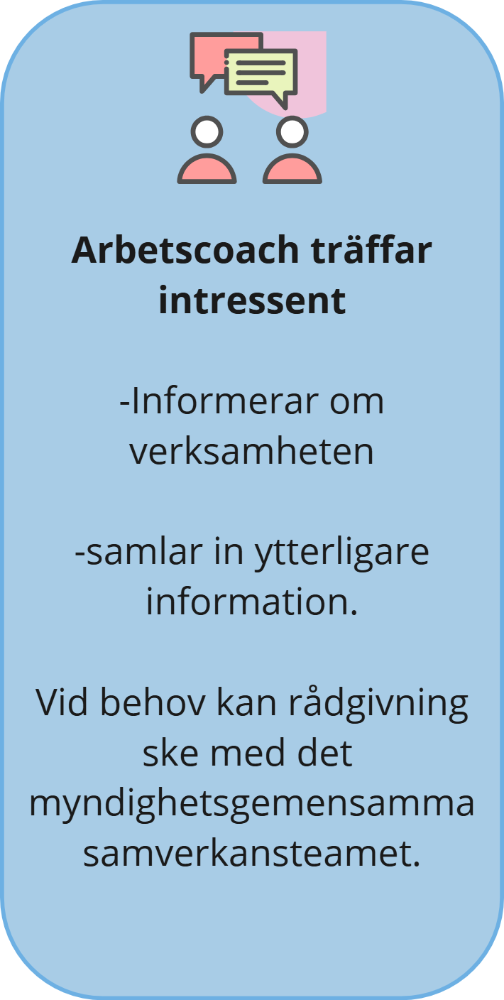 Arbetscoach träffar
intressent
-Informerar om
verksamheten
-samlar in ytterligare
information.
Vid behov kan rådgivning
ske med det
myndighetsgemensamma
samverkansteamet.